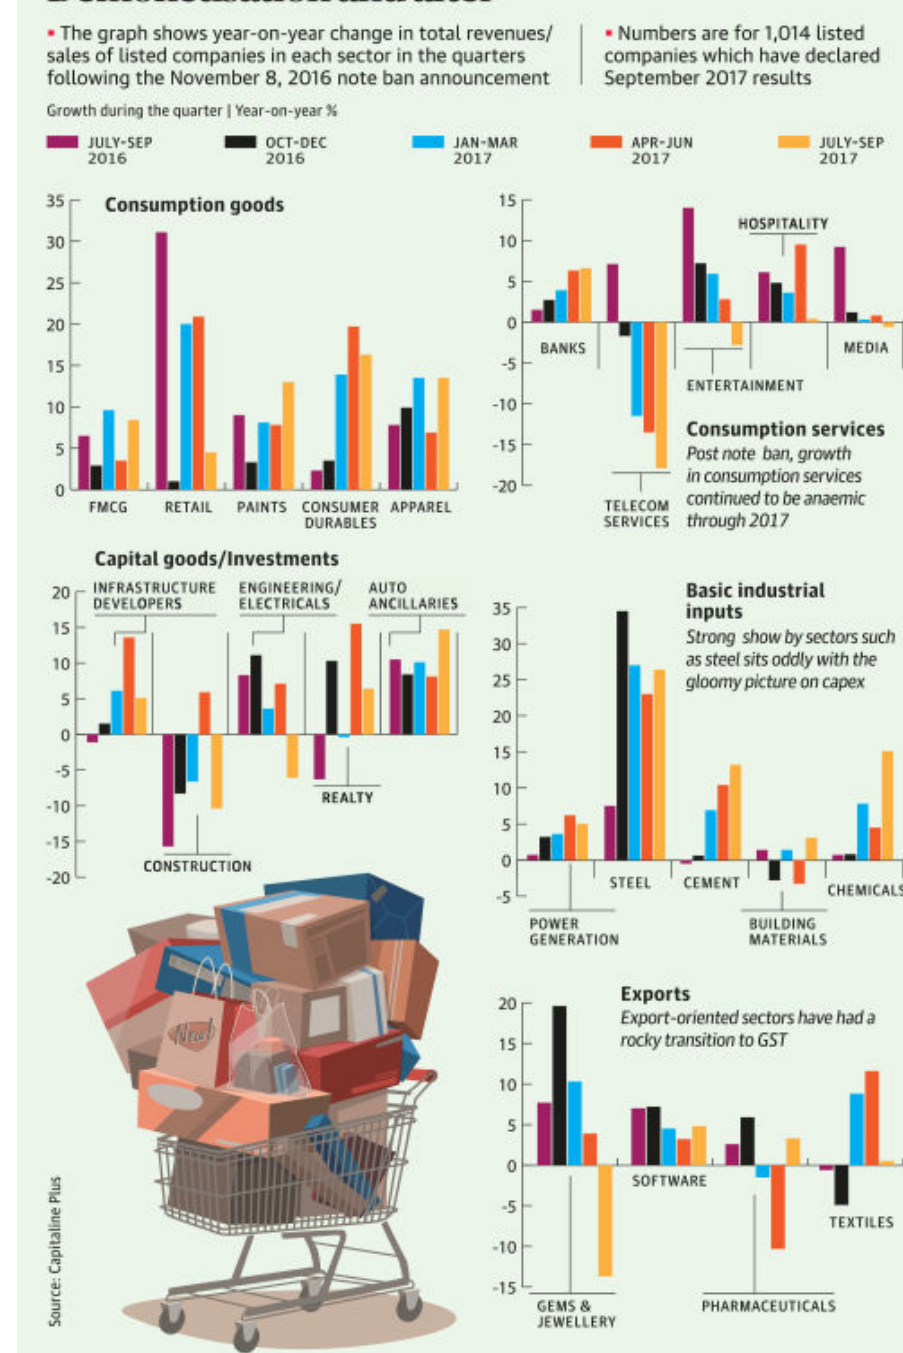 ▪ The graph shows year-on-year change in total revenues/
sales of listed companies in each sector in the quarters
following the November 8, 2016 note ban announcement
▪ Numbers are for 1,014 listed
companies which have declared
September 2017 results
Growth during the quarter | Year-on-year %
JULY-SEP
2016
OCT-DEC
2016
JAN-MAR
2017
APR-JUN
2017
JULY-SEP
2017
Consumption goods
35
30
25
20
15
10
5
0
FMCG
RETAIL
PAINTS
CONSUMER
DURABLES
APPAREL
15
10
5
0
-5
-10
-15
-20
HOSPITALITY
BANKS
MEDIA
ENTERTAINMENT
TELECOM
SERVICES
Consumption services
Post note ban, growth
in consumption services
continued to be anaemic
through 2017
Capital goods/Investments
20
15
10
5
0
-5
-10
-15
-20
INFRASTRUCTURE
DEVELOPERS
ENGINEERING/
ELECTRICALS
AUTO
ANCILLARIES
REALTY
CONSTRUCTION
Basic industrial
inputs
Strong show by sectors such
as steel sits oddly with the
gloomy picture on capex
35
30
25
20
15
10
5
0
-5
STEEL
CEMENT
CHEMICALS
POWER
GENERATION
BUILDING
MATERIALS
New!
Exports
Export-oriented sectors have had a
rocky transition to GST
20
15
10
5
0
-5
-10
-15
SOFTWARE
TEXTILES
GEMS &
JEWELLERY
PHARMACEUTICALS
Source: Capitaline Plus